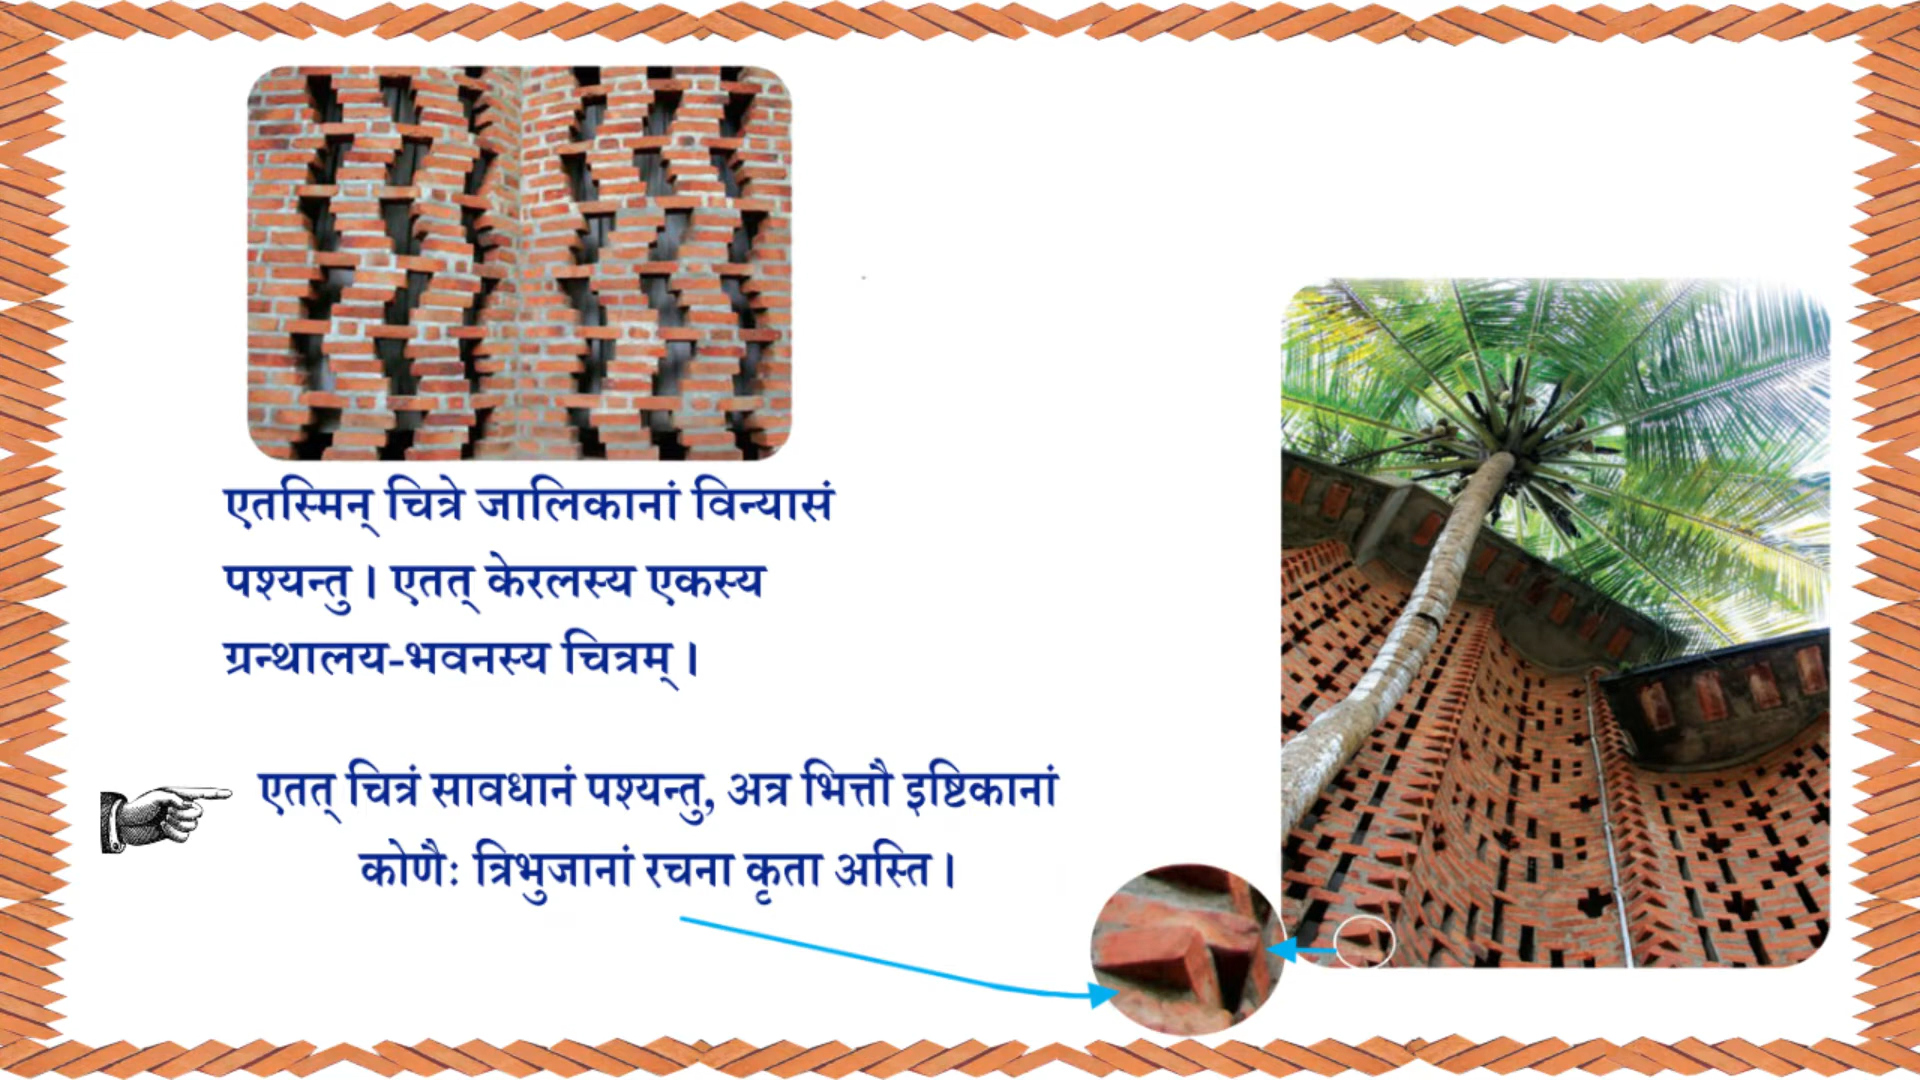 एतस्मिन् चित्रे जालिकानां विन्यासं
पश्यन्तु । एतत् केरलस्य एकस्य
ग्रन्थालय-भवनस्य चित्रम् ।
एतत् चित्रं सावधानं पश्यन्तु, अत्र भित्तौ इष्टिकानां
कोणैः त्रिभुजानां रचना कृता अस्ति ।